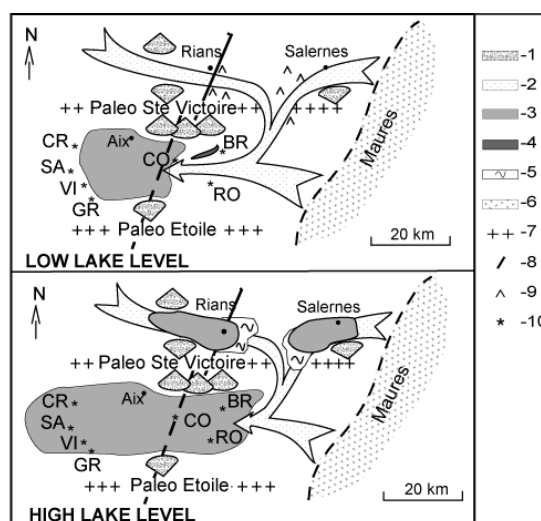 N
Rians
Salernes
++ Paleo Ste Victoire ++ ++++
CR*
Aix
CO*
BR
SA*
VI*
RO
GR
+++ Paleo Etoile +++
Maures
20 km
LOW LAKE LEVEL
N
Rians
Salernes
++ Paleo Ste Victoire ++ ++++
CR*
Aix
CO
BR
SA*
VI*
RO
GR
+++ Paleo Etoile +++
Maures
20 km
HIGH LAKE LEVEL
-1
-2
-3
-4
-5
-6
++ -7
-8
^ -9
* -10